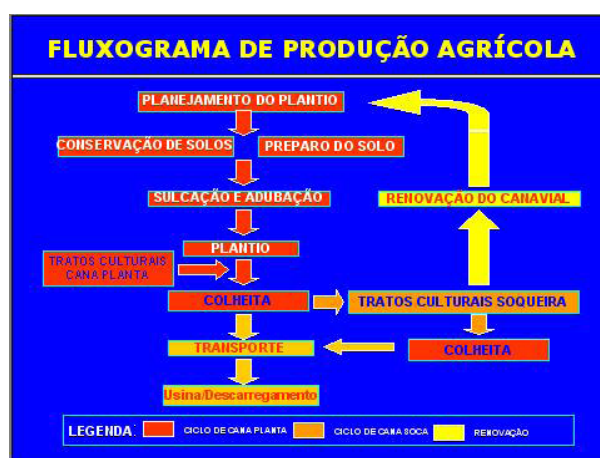 FLUXOGRAMA DE PRODUÇÃO AGRÍCOLA
PLANEJAMENTO DO PLANTIO
CONSERVAÇÃO DE SOLOS
PREPARO DO SOLO
SULCAÇÃO E ADUBAÇÃO
RENOVAÇÃO DO CANAVIAL
PLANTIO
TRATOS CULTURAIS
CANA PLANTA
COLHEITA
TRATOS CULTURAIS SOQUEIRA
TRANSPORTE
COLHEITA
Usina/Descarregamento
LEGENDA: CICLO DE CANA PLANTA CICLO DE CANA SOCA RENOVAÇÃO